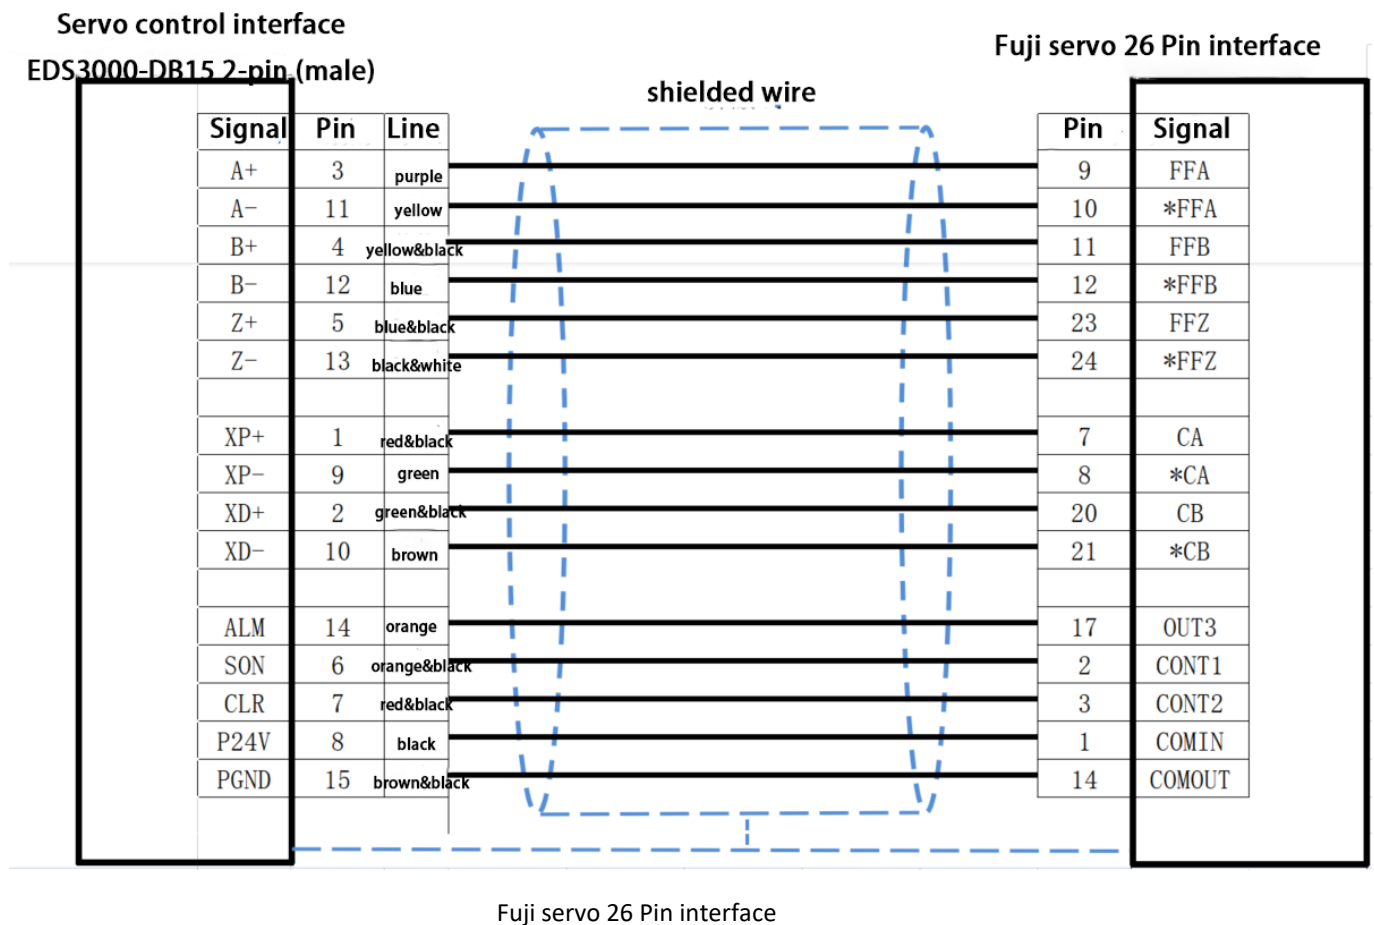 Servo control interface
EDS3000-DB15 2-pin (male)
Fuji servo 26 Pin interface
shielded wire
Signal Pin Line Pin Signal
A+ 3 purple 9 FFA
A- 11 yellow 10 *FFA
B+ 4 yellow&black 11 FFB
B- 12 blue 12 *FFB
Z+ 5 blue&black 23 FFZ
Z- 13 black&white 24 *FFZ
XP+ 1 red&black 7 CA
XP- 9 green 8 *CA
XD+ 2 green&black 20 CB
XD- 10 brown 21 *CB
ALM 14 orange 17 OUT3
SON 6 orange&black 2 CONT1
CLR 7 red&black 3 CONT2
P24V 8 black 1 COMIN
PGND 15 brown&black 14 COMOUT
Fuji servo 26 Pin interface